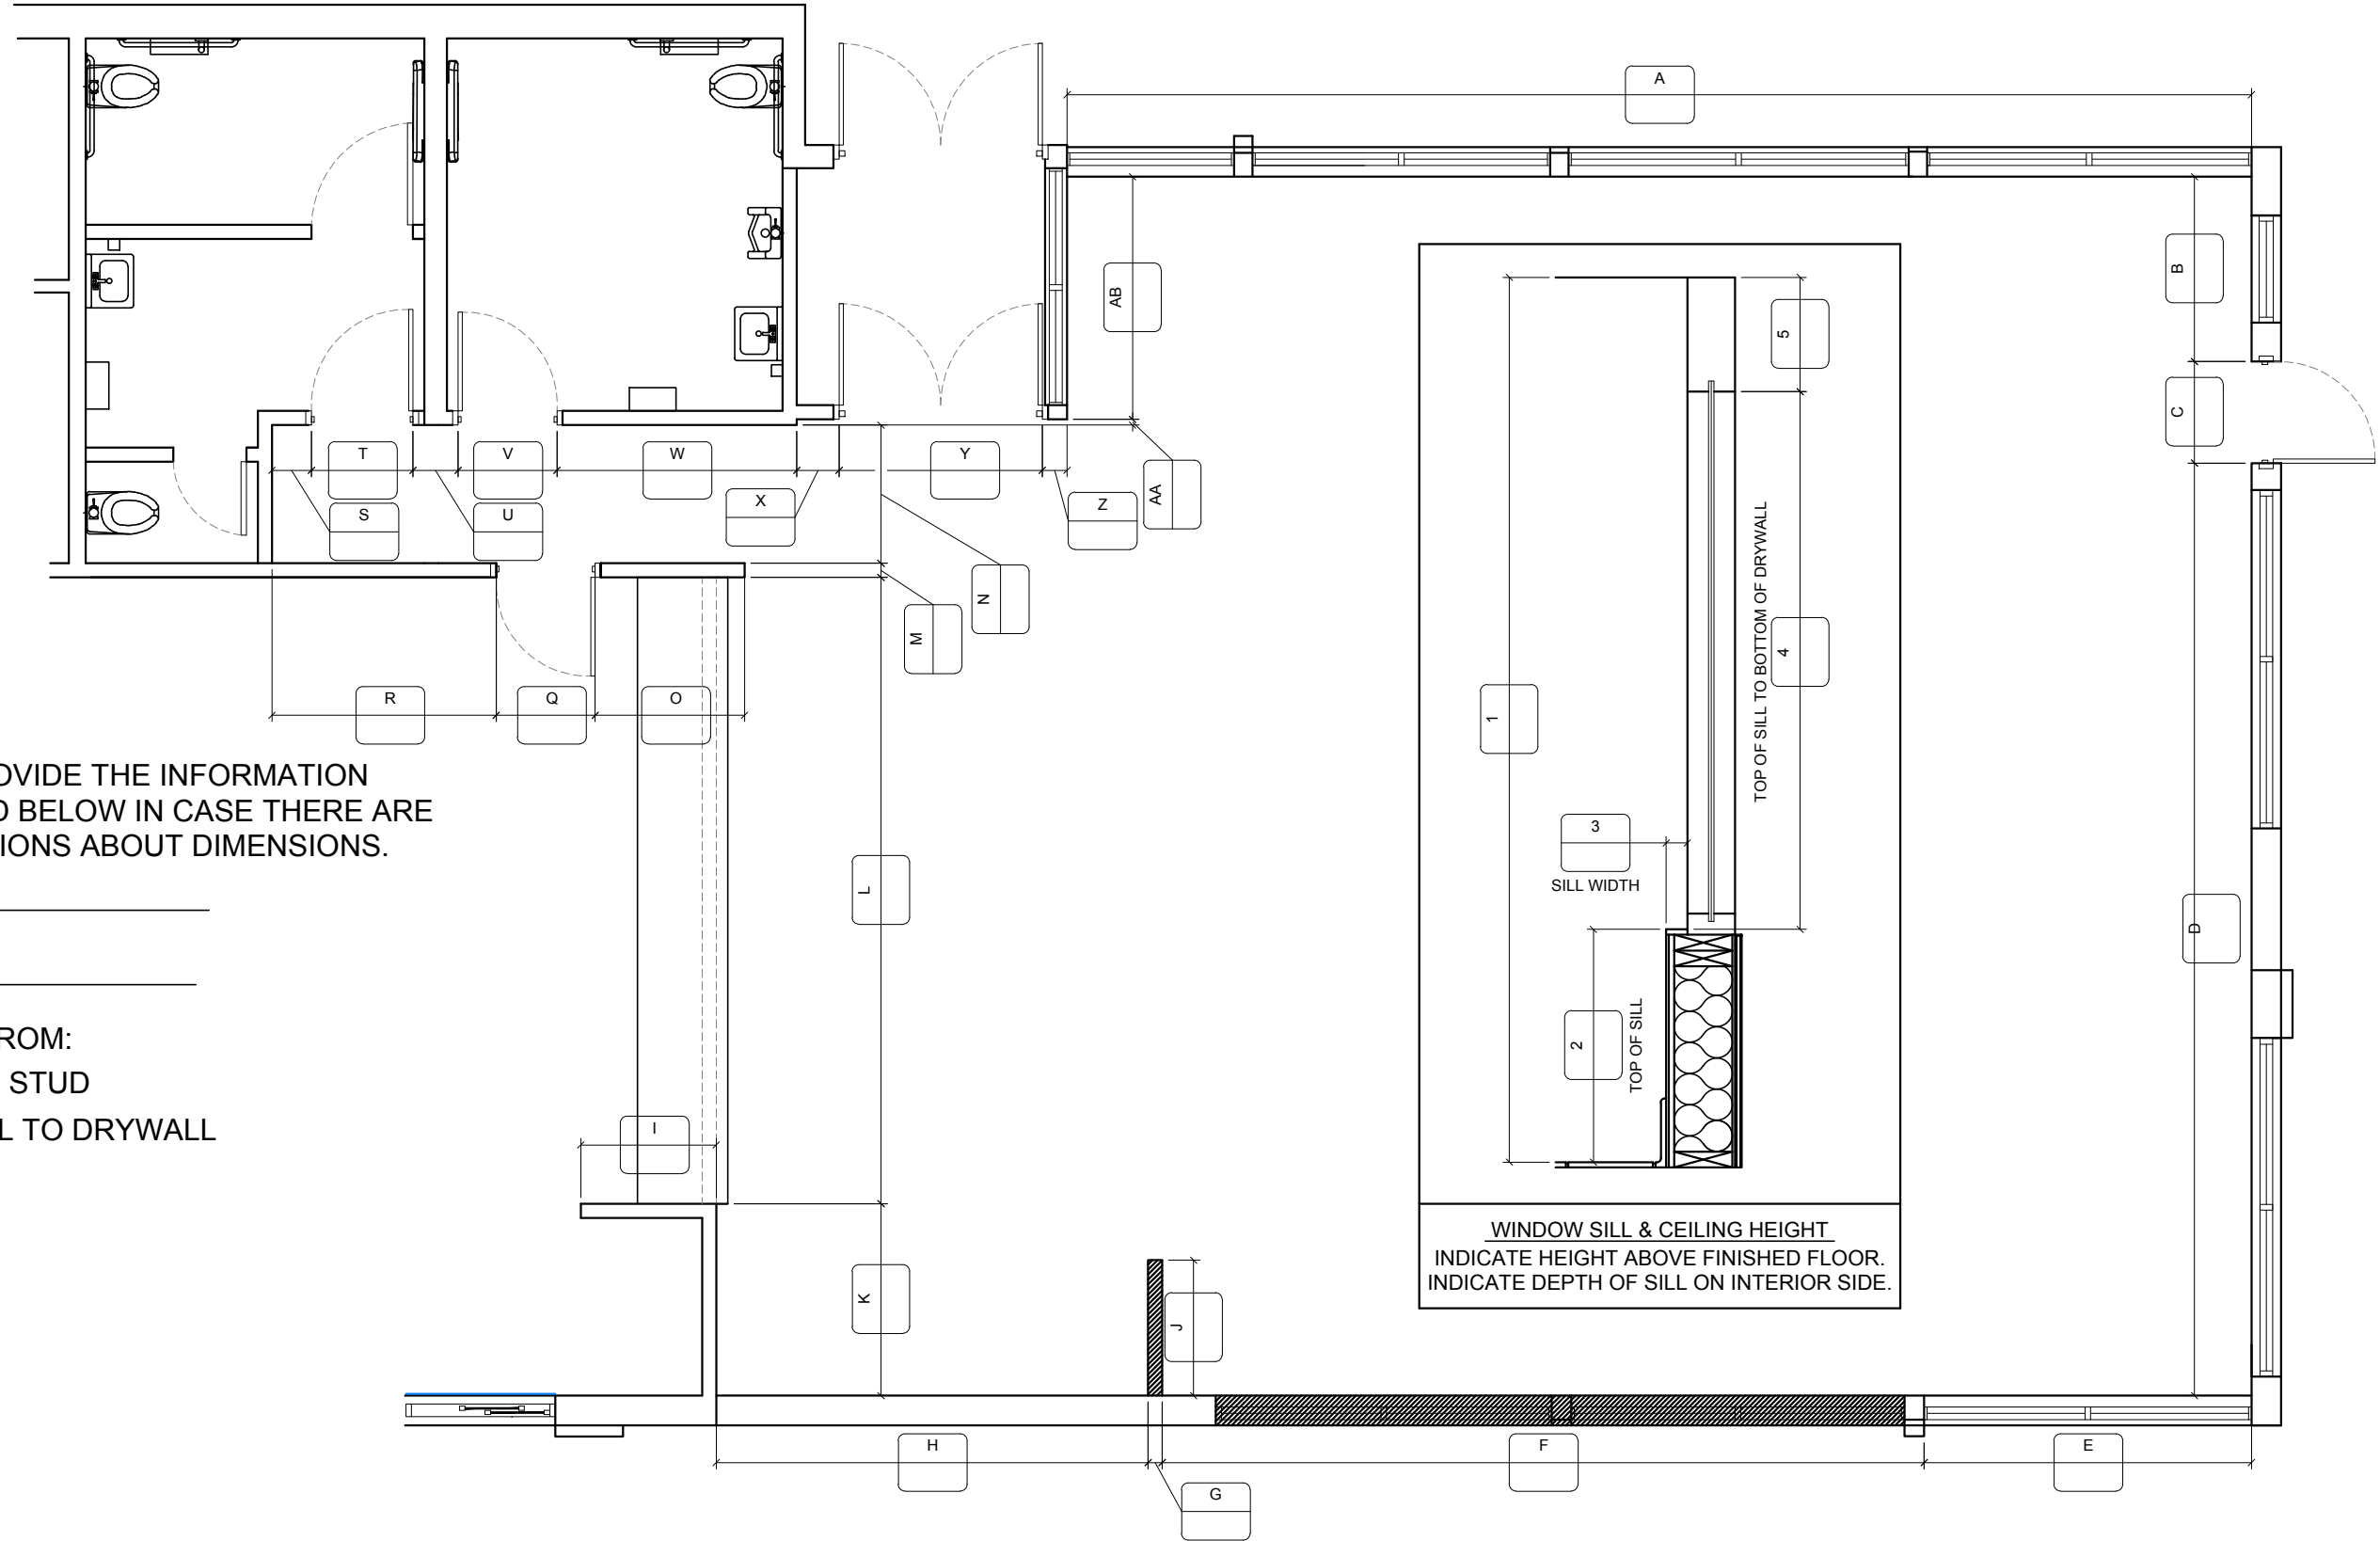 A
B
AB
5
C
T
V
W
Y
S
U
X
Z
AA
N
M
R
Q
O
1
4
TOP OF SILL TO BOTTOM OF DRYWALL
3
SILL WIDTH
2
TOP OF SILL
L
D
OVIDE THE INFORMATION
D BELOW IN CASE THERE ARE
IONS ABOUT DIMENSIONS.
ROM:
STUD
L TO DRYWALL
I
K
J
WINDOW SILL & CEILING HEIGHT
INDICATE HEIGHT ABOVE FINISHED FLOOR.
INDICATE DEPTH OF SILL ON INTERIOR SIDE.
H
F
E
G